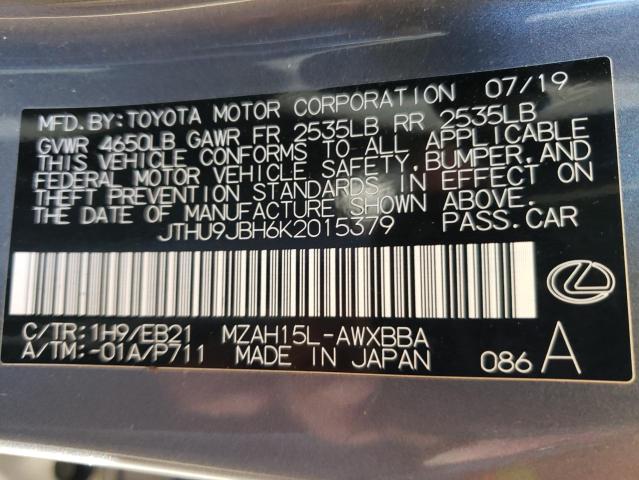 MFD.BY:TOYOTA MOTOR CORPORATION 07/19
GVWR 4650LB GAWR FR 2535LB RR 2535LB
THIS VEHICLE CONFORMS TO ALL APPLICABLE
FEDERAL MOTOR VEHICLE SAFETY,BUMPER,AND
THEFT PREVENTION STANDARDS IN EFFECT ON
THE DATE OF MANUFACTURE SHOWN ABOVE.
JTHU9JBH6K2015379 PASS.CAR
C/TR:1H9/EB21 MZAH15L-AWXBBA
A/TM:-01A/P711 MADE IN JAPAN 086 A